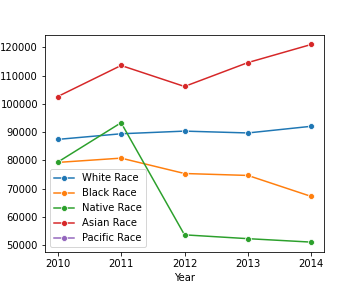 120000
110000
100000
90000
80000
70000
60000
50000
White Race
Black Race
Native Race
Asian Race
Pacific Race
2010 2011 2012 2013 2014
Year